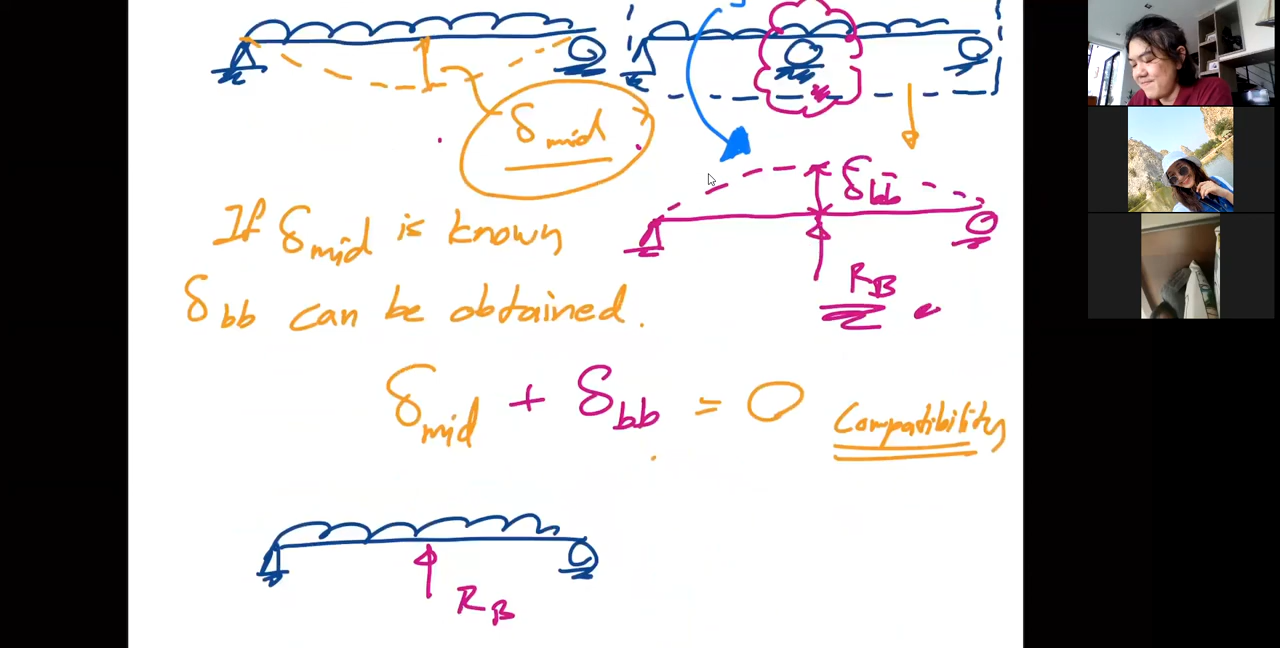 δmid
δbb
If δmid is known
RB
δbb can be obtained.
δmid + δbb = 0 Compatibility
RB